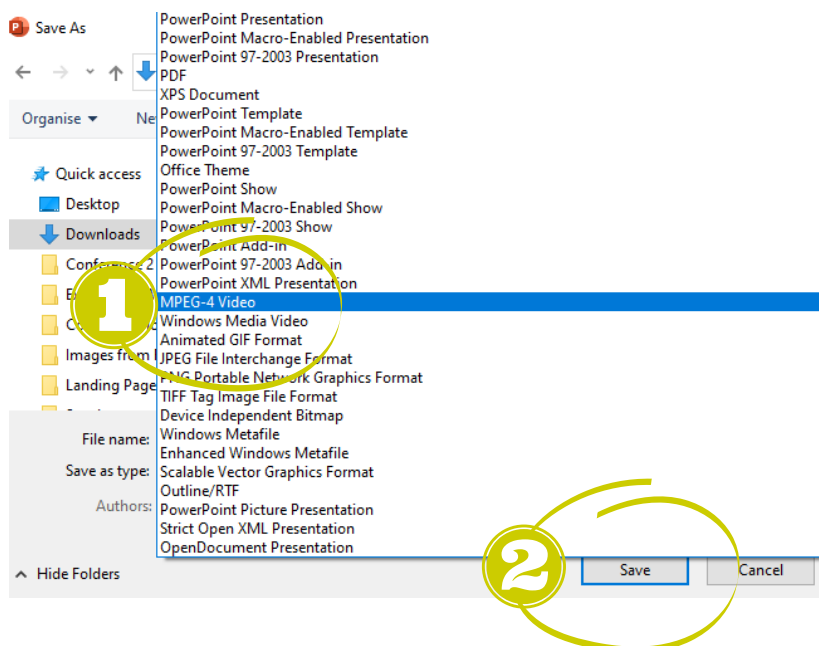 Save As
PowerPoint Presentation
PowerPoint Macro-Enabled Presentation
PowerPoint 97-2003 Presentation
PDF
XPS Document
Organise
PowerPoint Template
PowerPoint Macro-Enabled Template
PowerPoint 97-2003 Template
Quick access
Office Theme
PowerPoint Show
Desktop
PowerPoint Macro-Enabled Show
Downloads
PowerPoint 97-2003 Show
PowerPoint Add-in
Conference 2
PowerPoint 97-2003 Add-in
PowerPoint XML Presentation
1
MPEG-4 Video
Windows Media Video
Animated GIF Format
Images from
JPEG File Interchange Format
PNG Portable Network Graphics Format
Landing Page
TIFF Tag Image File Format
Device Independent Bitmap
File name:
Windows Metafile
Enhanced Windows Metafile
Save as type:
Scalable Vector Graphics Format
Outline/RTF
Authors:
PowerPoint Picture Presentation
Strict Open XML Presentation
OpenDocument Presentation
2
Hide Folders
Save
Cancel